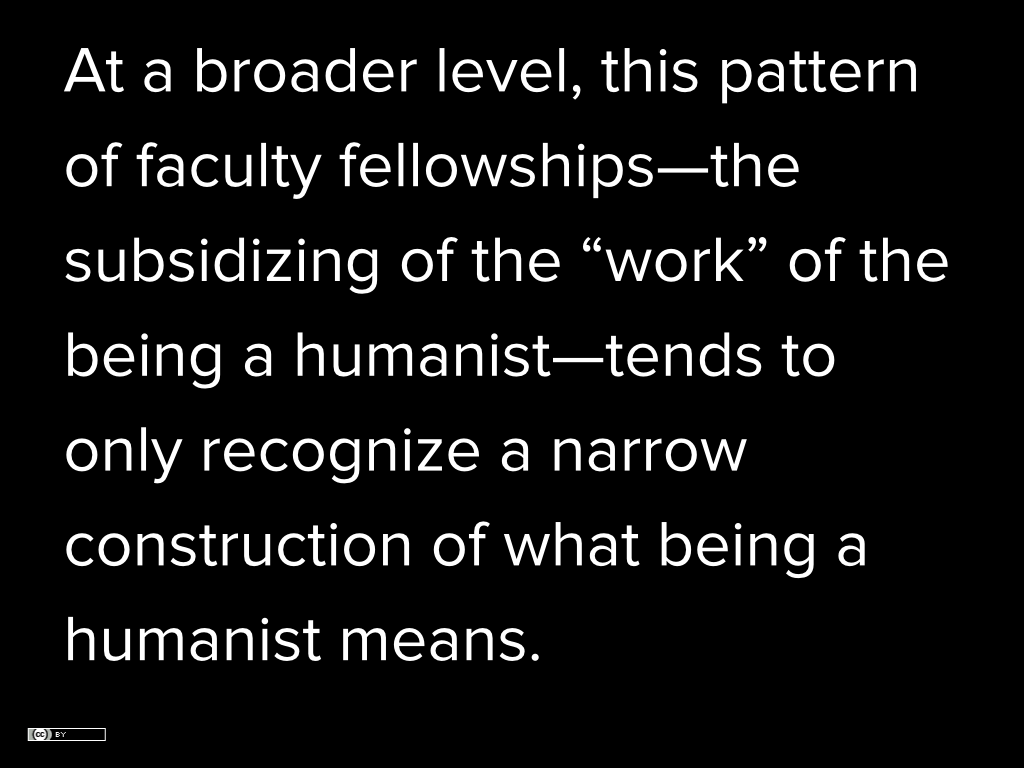 At a broader level, this pattern
of faculty fellowships—the
subsidizing of the “work” of the
being a humanist—tends to
only recognize a narrow
construction of what being a
humanist means.
cc BY